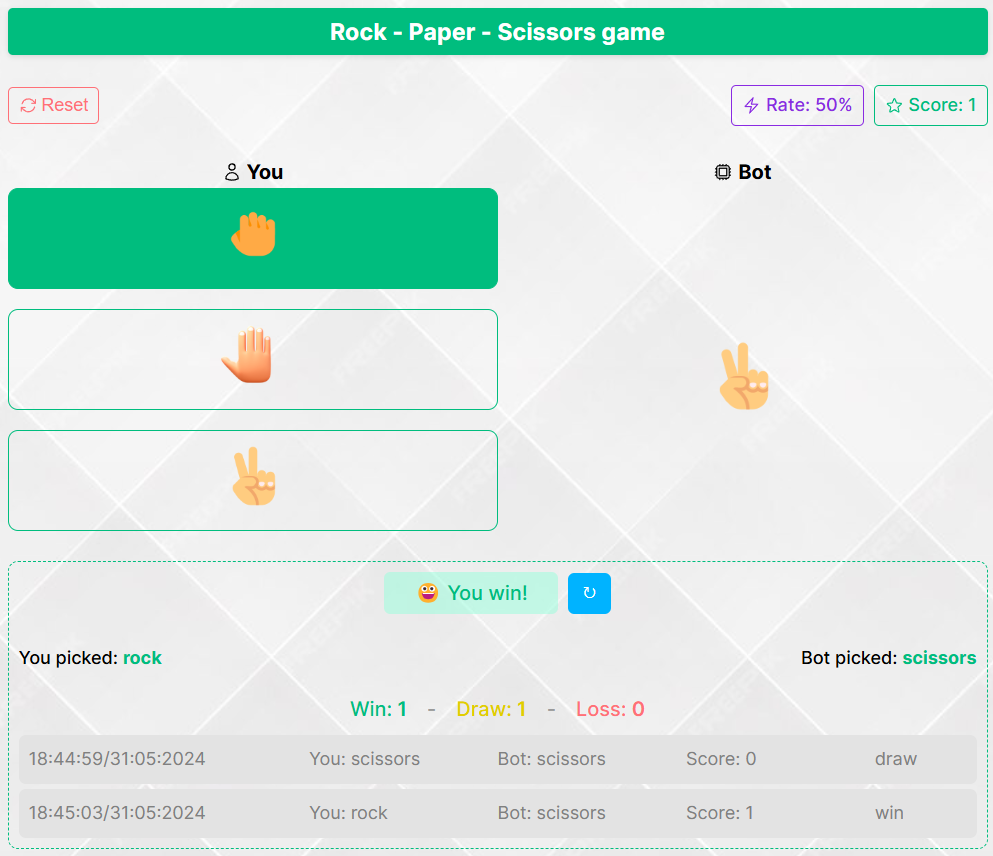 Rock - Paper - Scissors game
Reset
Rate: 50%
Score: 1
You
Bot
You win!
↻
You picked: rock
Bot picked: scissors
Win: 1 - Draw: 1 - Loss: 0
18:44:59/31:05:2024 You: scissors Bot: scissors Score: 0 draw
18:45:03/31:05:2024 You: rock Bot: scissors Score: 1 win